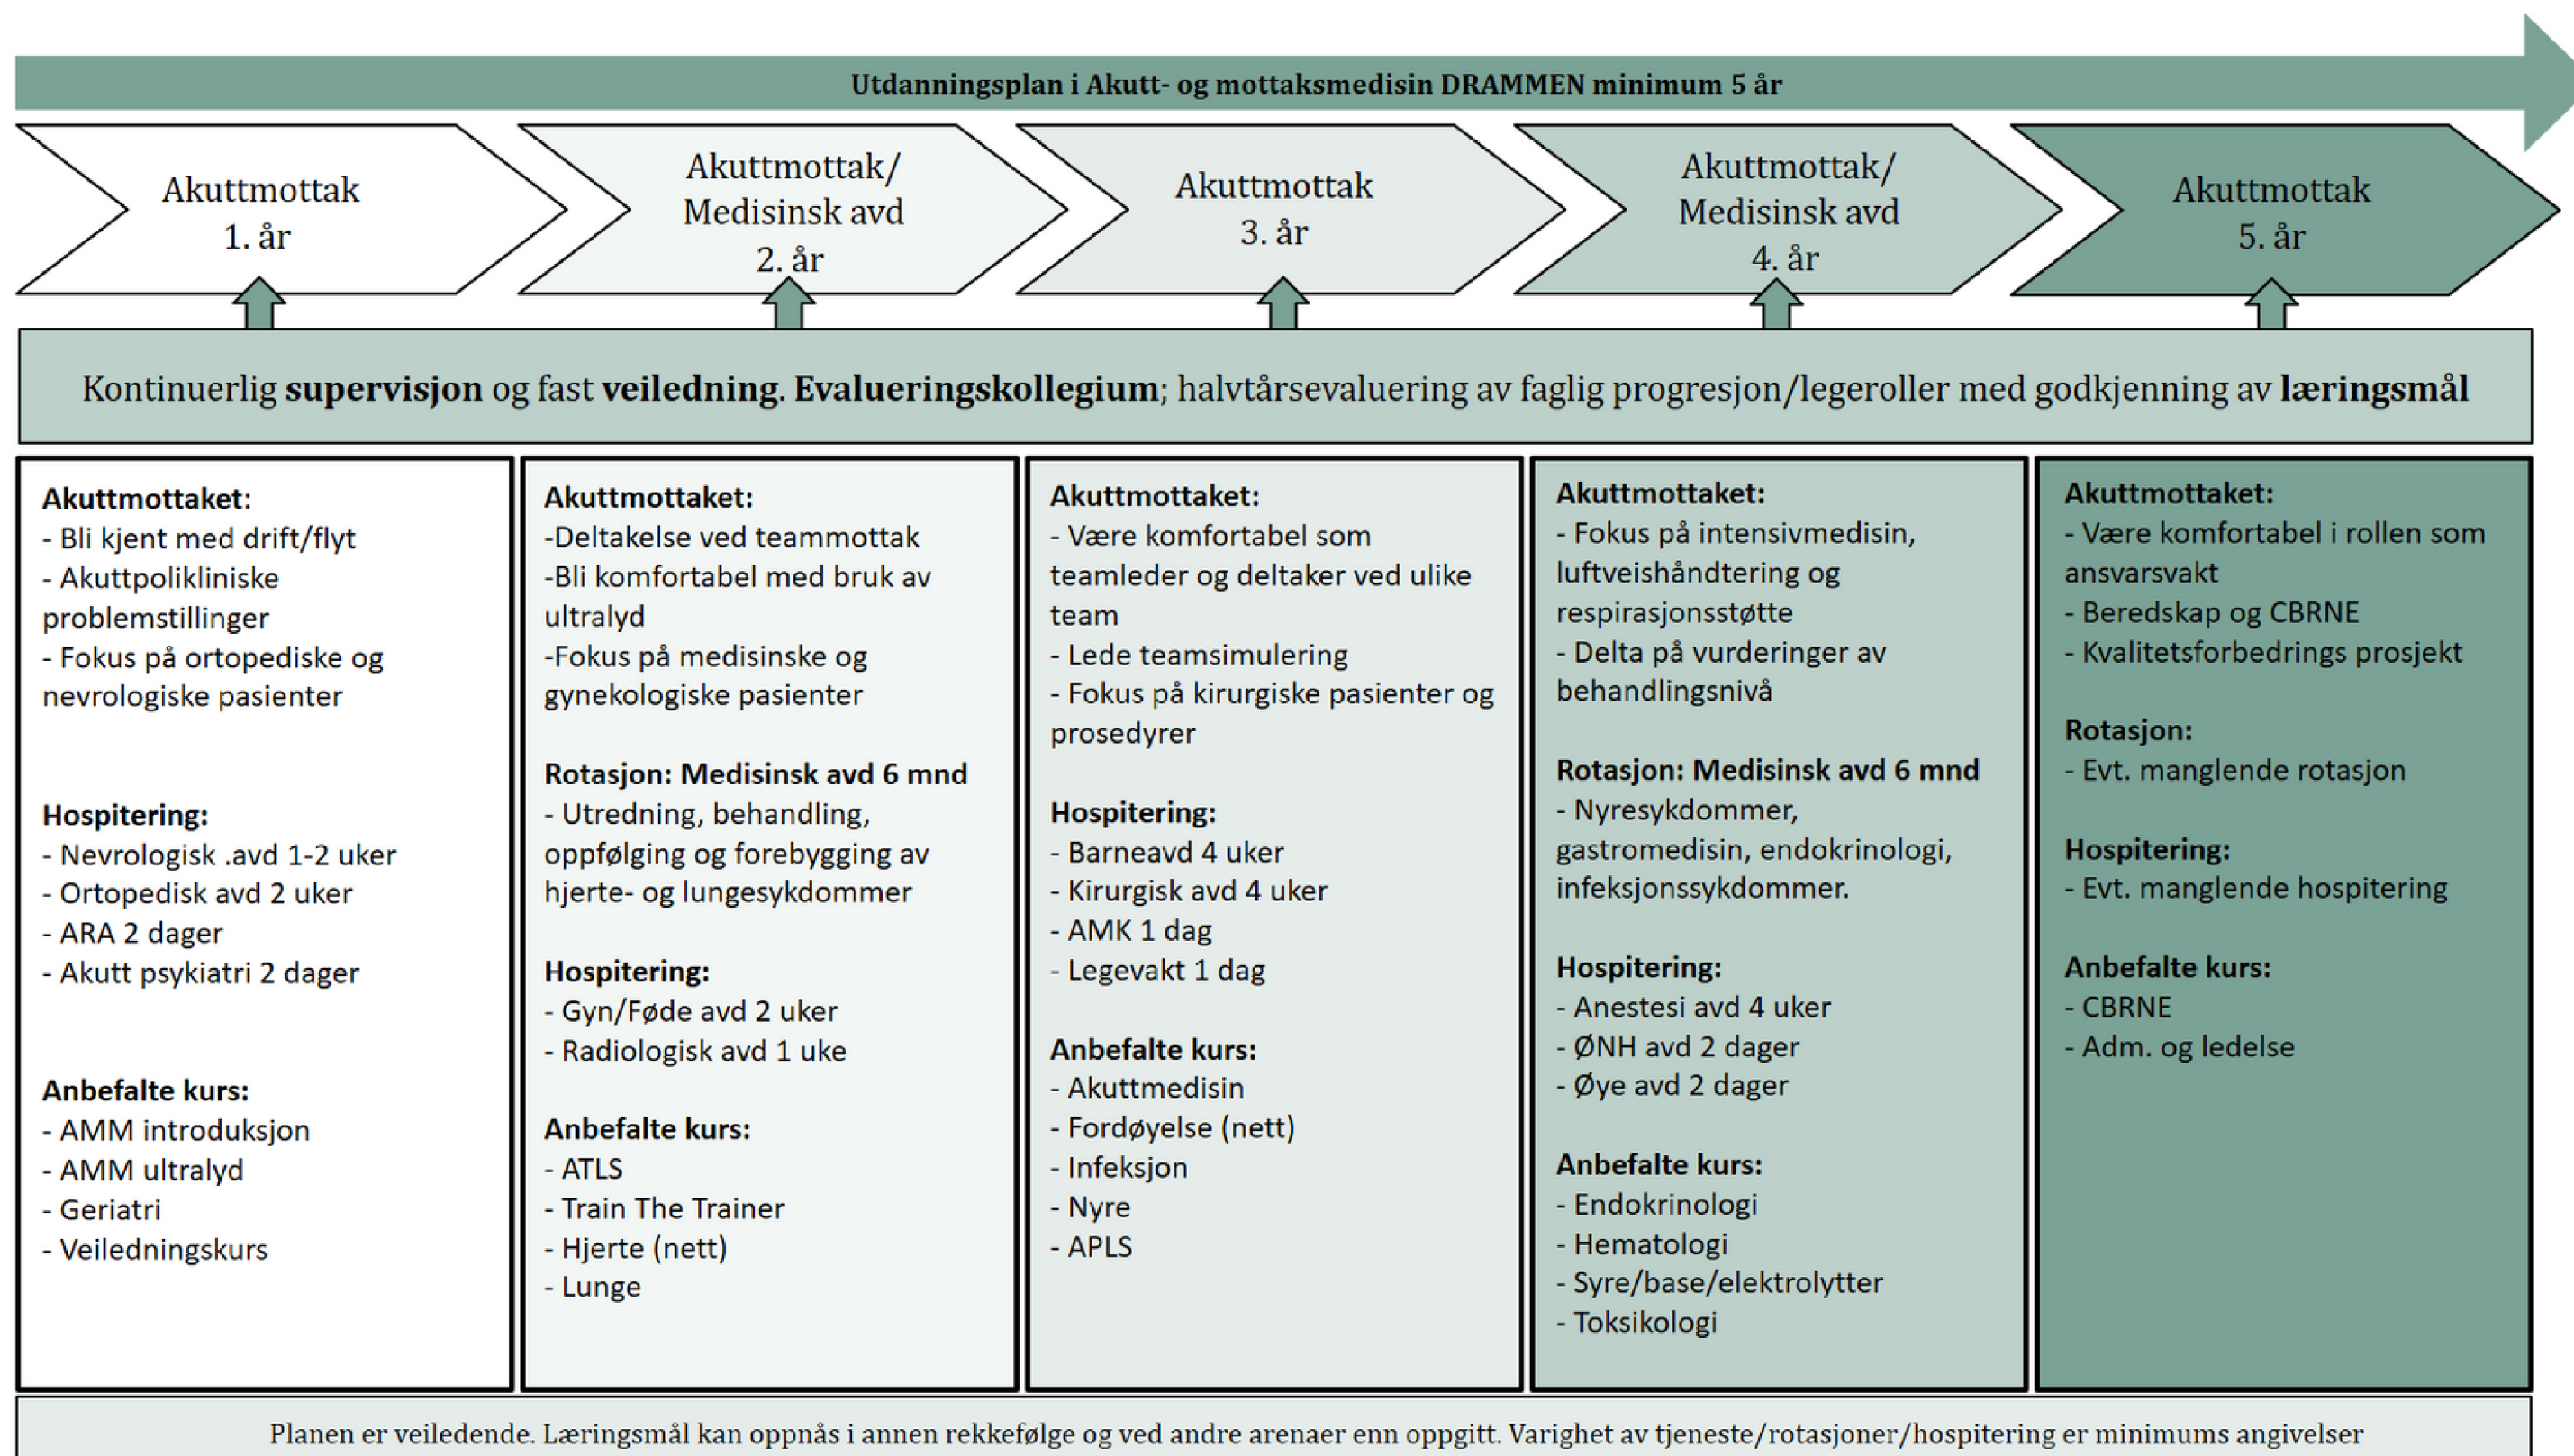 Utdanningsplan i Akutt- og mottaksmedisin DRAMMEN minimum 5 år
Akuttmottak
1. år
Akuttmottak/
Medisinsk avd
2. år
Akuttmottak
3. år
Akuttmottak/
Medisinsk avd
4. år
Akuttmottak
5. år
Kontinuerlig supervisjon og fast veiledning. Evalueringskollegium; halvtårsevaluering av faglig progresjon/legeroller med godkjenning av læringsmål
Akuttmottaket:
- Bli kjent med drift/flyt
- Akuttpolikliniske
problemstillinger
- Fokus på ortopediske og
nevrologiske pasienter
Hospitering:
- Nevrologisk .avd 1-2 uker
- Ortopedisk avd 2 uker
- ARA 2 dager
- Akutt psykiatri 2 dager
Anbefalte kurs:
- AMM introduksjon
- AMM ultralyd
- Geriatri
- Veiledningskurs
Akuttmottaket:
-Deltakelse ved teammottak
-Bli komfortabel med bruk av
ultralyd
-Fokus på medisinske og
gynekologiske pasienter
Rotasjon: Medisinsk avd 6 mnd
- Utredning, behandling,
oppfølging og forebygging av
hjerte- og lungesykdommer
Hospitering:
- Gyn/Føde avd 2 uker
- Radiologisk avd 1 uke
Anbefalte kurs:
- ATLS
- Train The Trainer
- Hjerte (nett)
- Lunge
Akuttmottaket:
- Være komfortabel som
teamleder og deltaker ved ulike
team
- Lede teamsimulering
- Fokus på kirurgiske pasienter og
prosedyrer
Hospitering:
- Barneavd 4 uker
- Kirurgisk avd 4 uker
- AMK 1 dag
- Legevakt 1 dag
Anbefalte kurs:
- Akuttmedisin
- Fordøyelse (nett)
- Infeksjon
- Nyre
- APLS
Akuttmottaket:
- Fokus på intensivmedisin,
luftveishåndtering og
respirasjonsstøtte
- Delta på vurderinger av
behandlingsnivå
Rotasjon: Medisinsk avd 6 mnd
- Nyresykdommer,
gastromedisin, endokrinologi,
infeksjonssykdommer.
Hospitering:
- Anestesi avd 4 uker
- ØNH avd 2 dager
- Øye avd 2 dager
Anbefalte kurs:
- Endokrinologi
- Hematologi
- Syre/base/elektrolytter
- Toksikologi
Akuttmottaket:
- Være komfortabel i rollen som
ansvarsvakt
- Beredskap og CBRNE
- Kvalitetsforbedrings prosjekt
Rotasjon:
- Evt. manglende rotasjon
Hospitering:
- Evt. manglende hospitering
Anbefalte kurs:
- CBRNE
- Adm. og ledelse
Planen er veiledende. Læringsmål kan oppnås i annen rekkefølge og ved andre arenaer enn oppgitt. Varighet av tjeneste/rotasjoner/hospitering er minimums angivelser